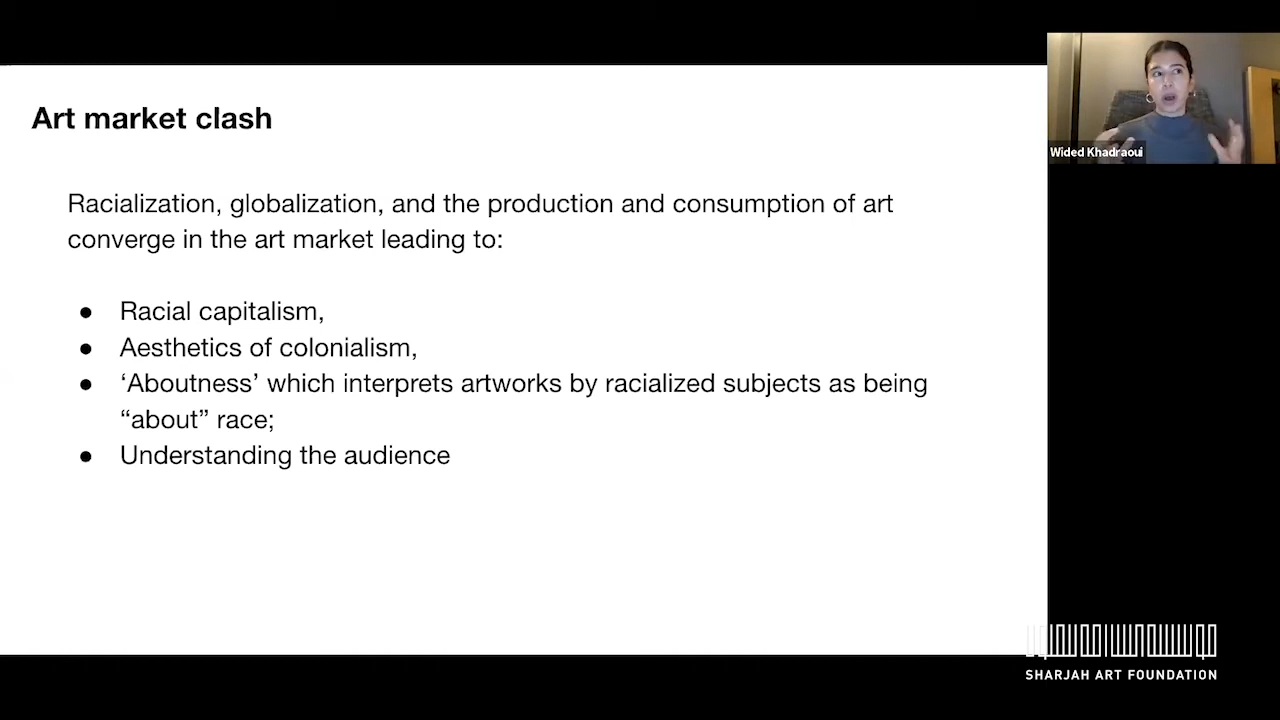 Art market clash
Racialization, globalization, and the production and consumption of art
converge in the art market leading to:
● Racial capitalism,
● Aesthetics of colonialism,
● ‘Aboutness’ which interprets artworks by racialized subjects as being
“about” race;
● Understanding the audience
Wided Khadraoui
SHARJAH ART FOUNDATION